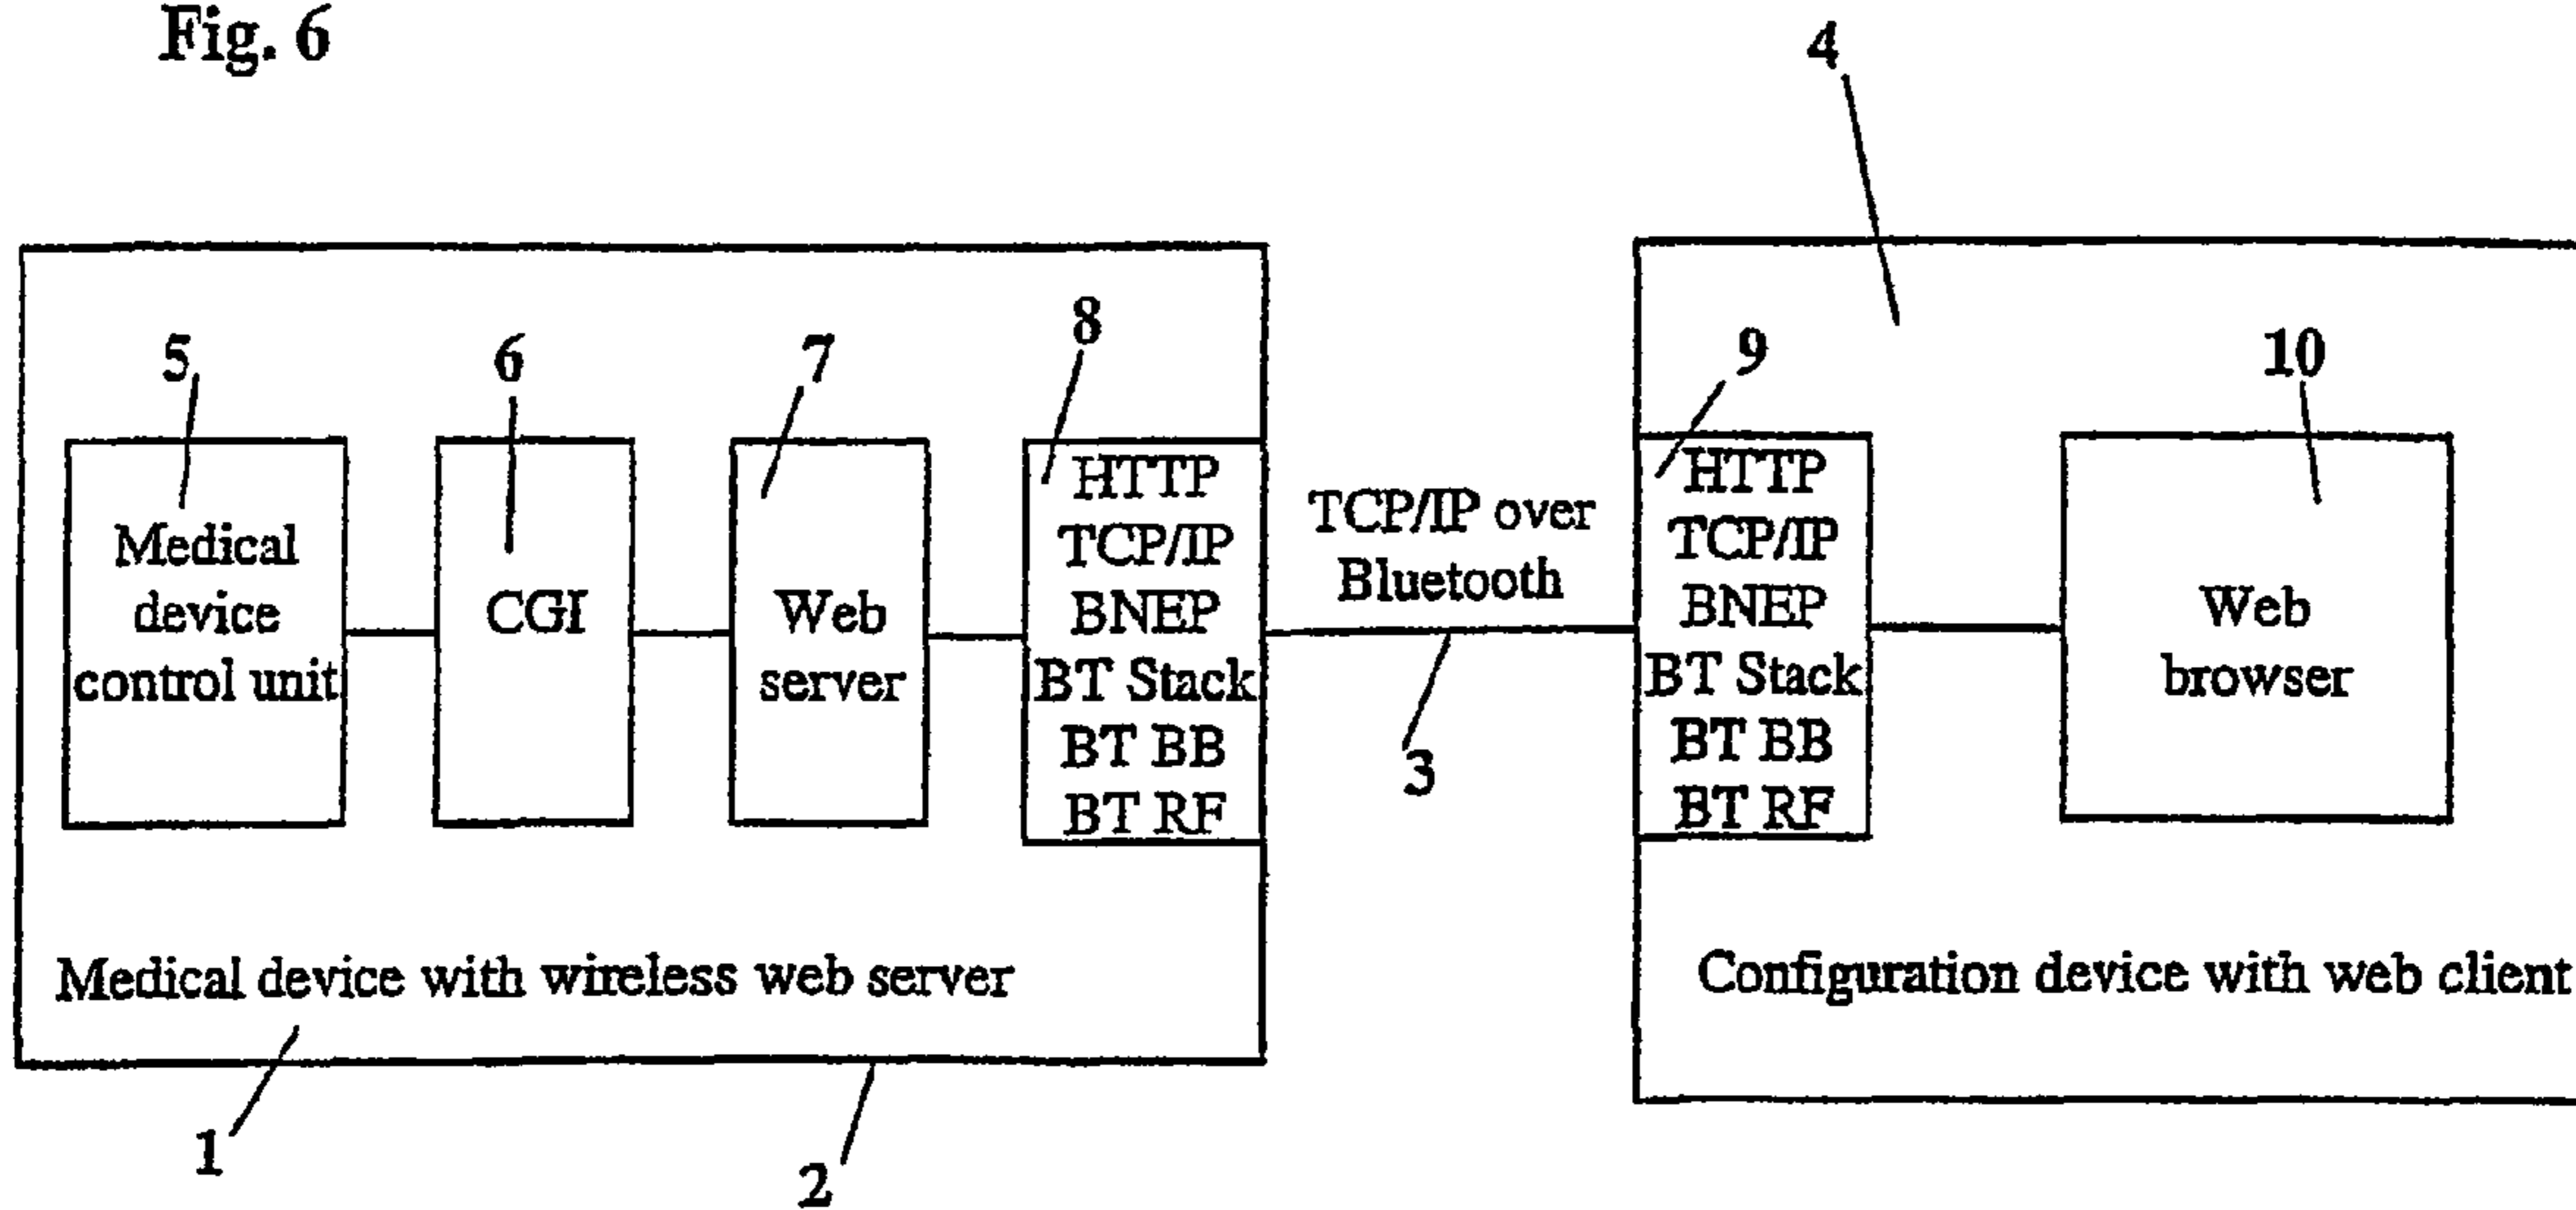 Fig. 6
4
5
6
7
8
9
10
Medical
device
control unit
CGI
Web
server
HTTP
TCP/IP
BNEP
BT Stack
BT BB
BT RF
TCP/IP over
Bluetooth
3
HTTP
TCP/IP
BNEP
BT Stack
BT BB
BT RF
Web
browser
Medical device with wireless web server
Configuration device with web client
1
2